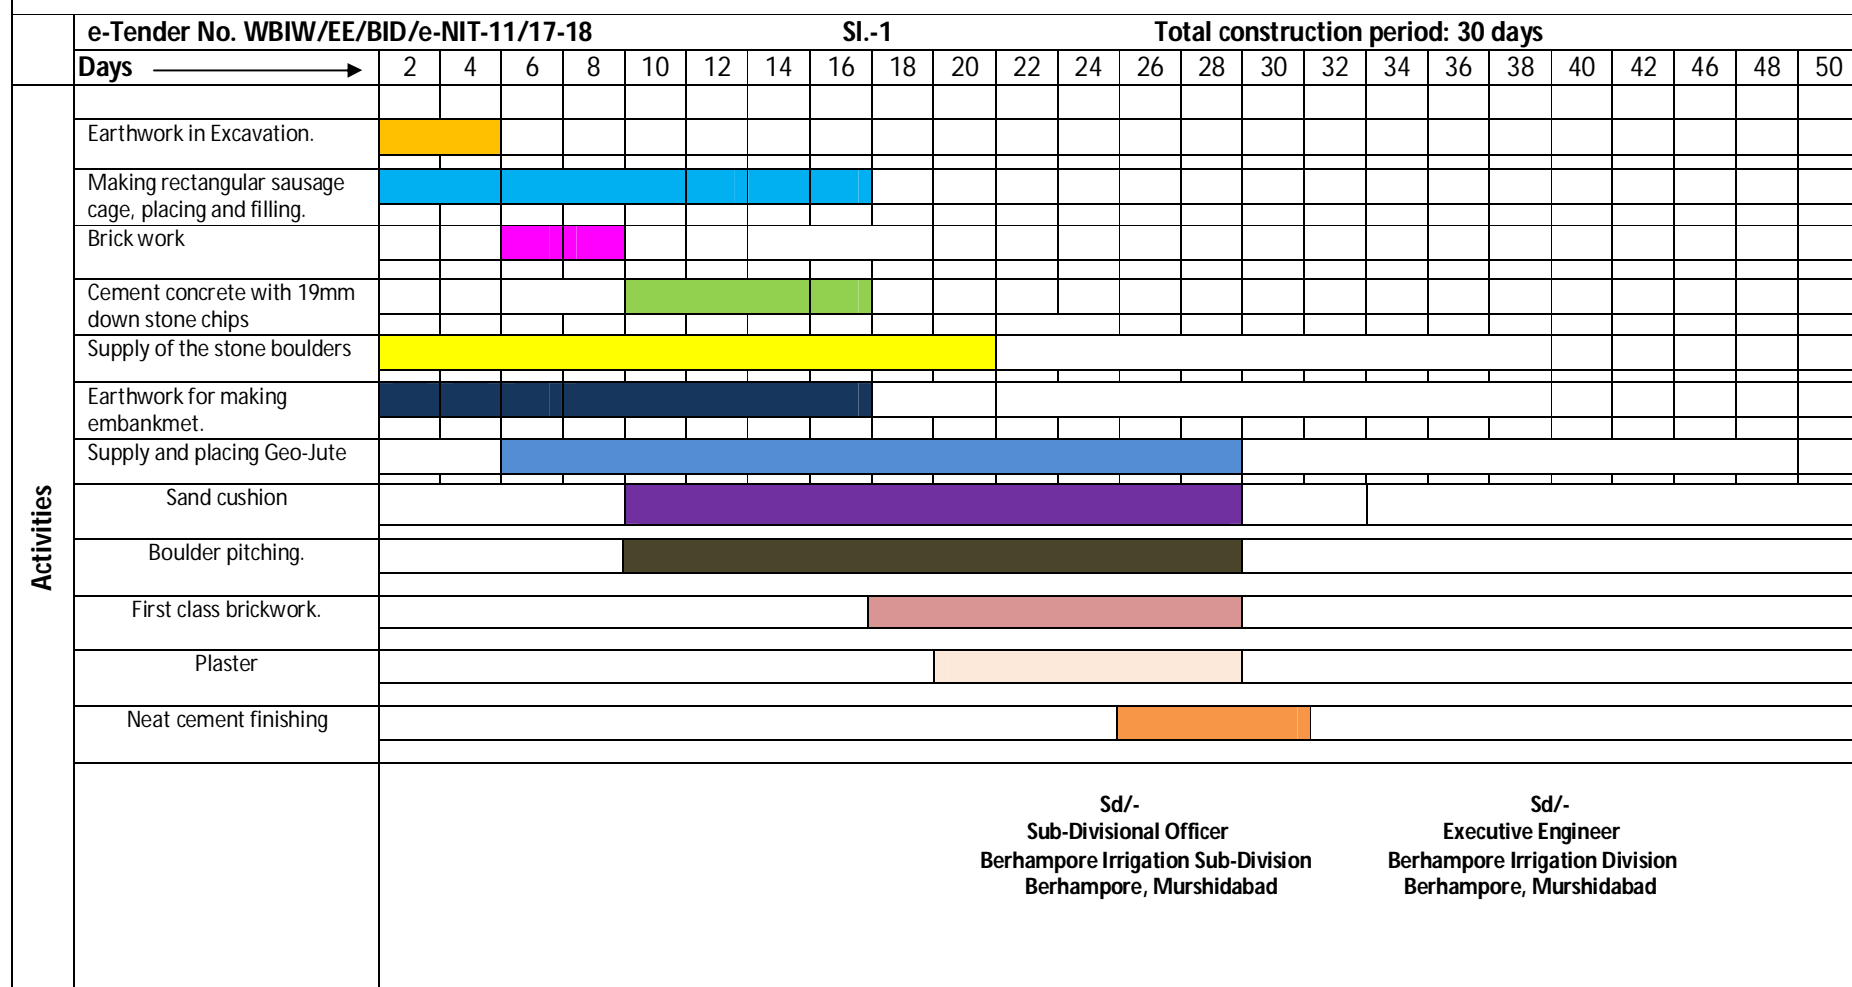 e-Tender No. WBIW/EE/BID/e-NIT-11/17-18 Sl.-1 Total construction period: 30 days
Days 2 4 6 8 10 12 14 16 18 20 22 24 26 28 30 32 34 36 38 40 42 46 48 50
Activities
Earthwork in Excavation.
Making rectangular sausage
cage, placing and filling.
Brick work
Cement concrete with 19mm
down stone chips
Supply of the stone boulders
Earthwork for making
embankmet.
Supply and placing Geo-Jute
Sand cushion
Boulder pitching.
First class brickwork.
Plaster
Neat cement finishing
Sd/-
Sub-Divisional Officer
Berhampore Irrigation Sub-Division
Berhampore, Murshidabad
Sd/-
Executive Engineer
Berhampore Irrigation Division
Berhampore, Murshidabad